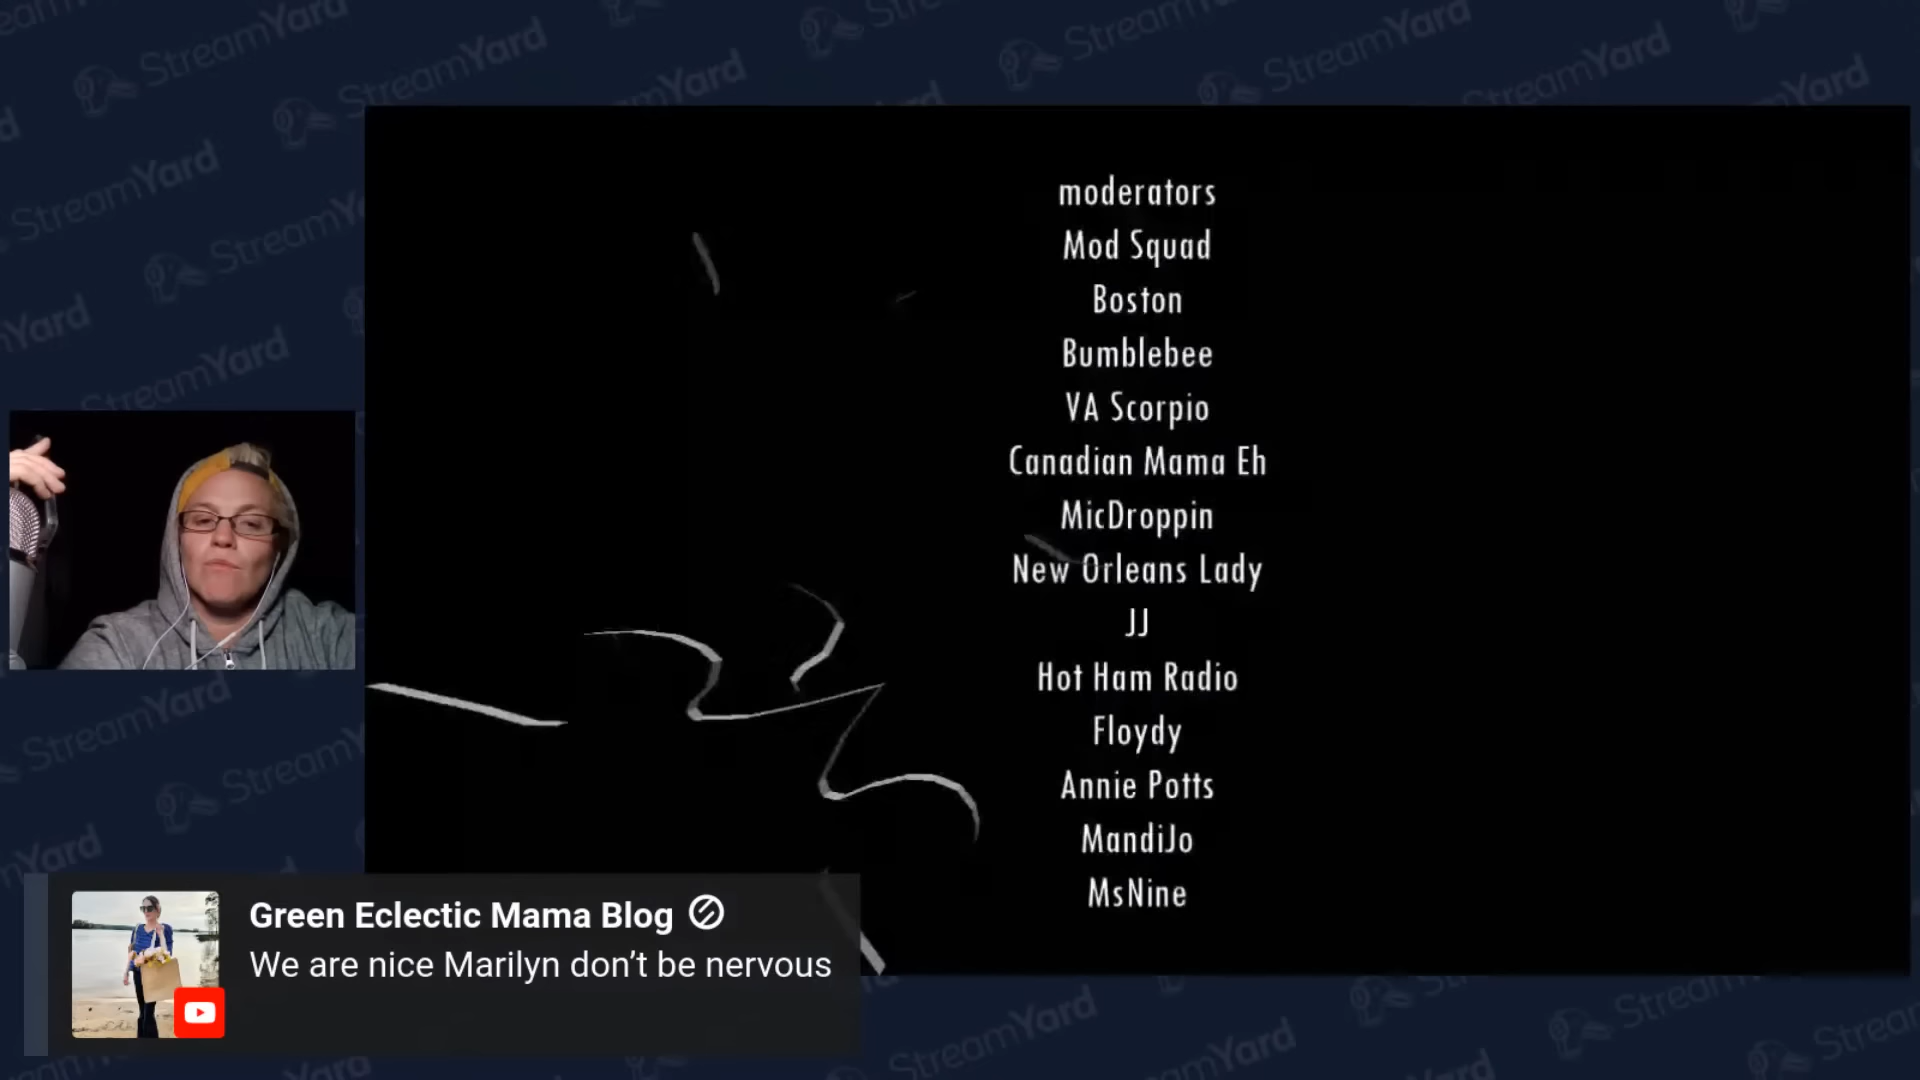 StreamYard
moderators
Mod Squad
Boston
Bumblebee
VA Scorpio
Canadian Mama Eh
MicDroppin
New Orleans Lady
JJ
Hot Ham Radio
Floydy
Annie Potts
MandiJo
MsNine
Green Eclectic Mama Blog
We are nice Marilyn don’t be nervous